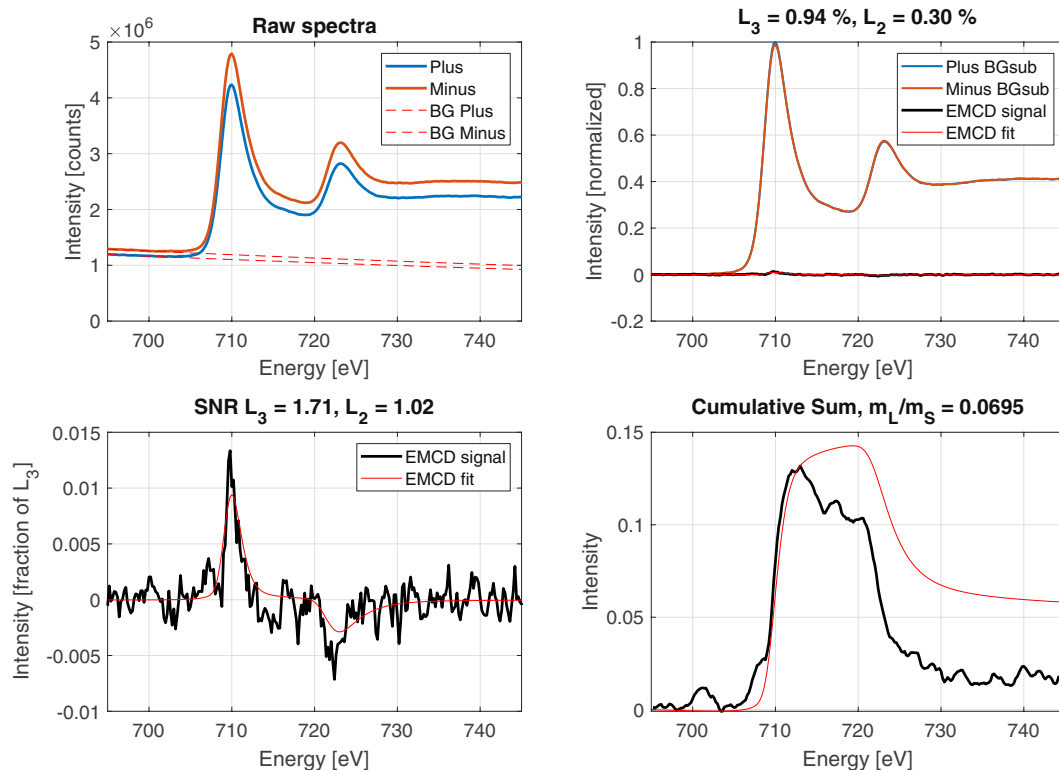 Raw spectra
×10⁶
5
4
3
2
1
0
Intensity [counts]
Plus
Minus
BG Plus
BG Minus
700 710 720 730 740
Energy [eV]
L₃ = 0.94 %, L₂ = 0.30 %
1
0.8
0.6
0.4
0.2
0
-0.2
Intensity [normalized]
Plus BGsub
Minus BGsub
EMCD signal
EMCD fit
700 710 720 730 740
Energy [eV]
SNR L₃ = 1.71, L₂ = 1.02
0.015
0.01
0.005
0
-0.005
-0.01
Intensity [fraction of L₃]
EMCD signal
EMCD fit
700 710 720 730 740
Energy [eV]
Cumulative Sum, m_L/m_S = 0.0695
0.15
0.1
0.05
0
Intensity
700 710 720 730 740
Energy [eV]